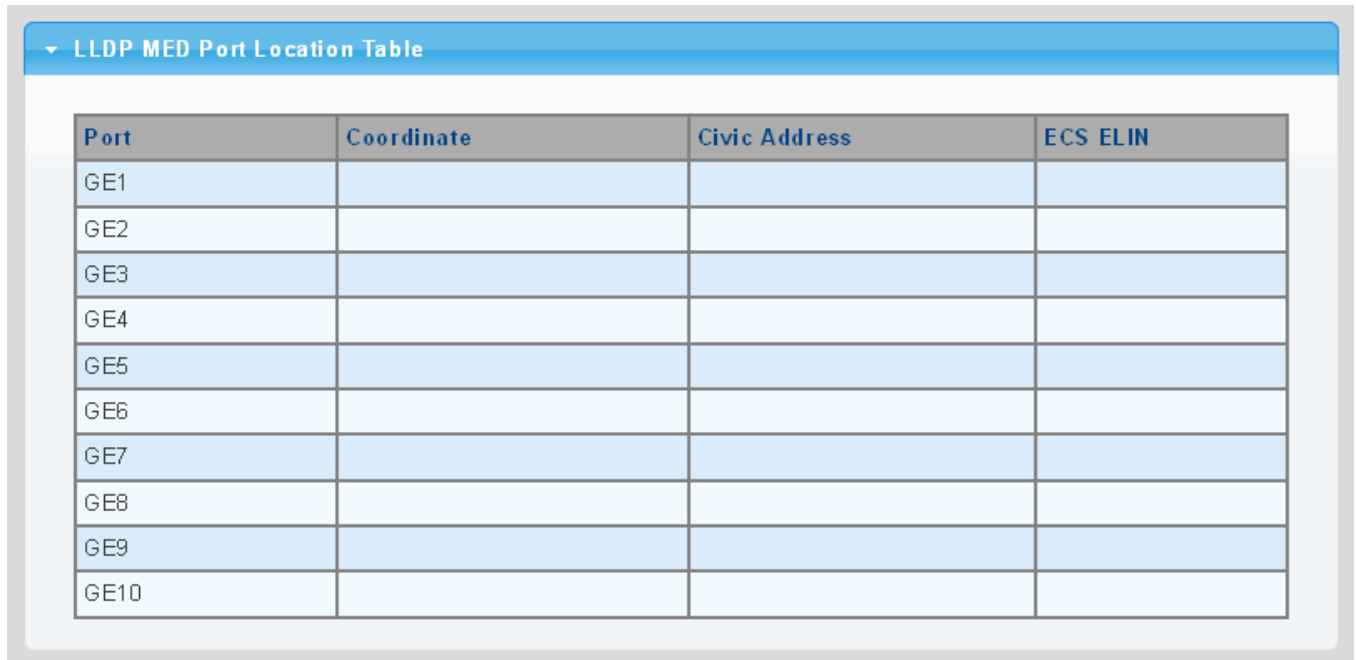 LLDP MED Port Location Table
Port Coordinate Civic Address ECS ELIN
GE1
GE2
GE3
GE4
GE5
GE6
GE7
GE8
GE9
GE10